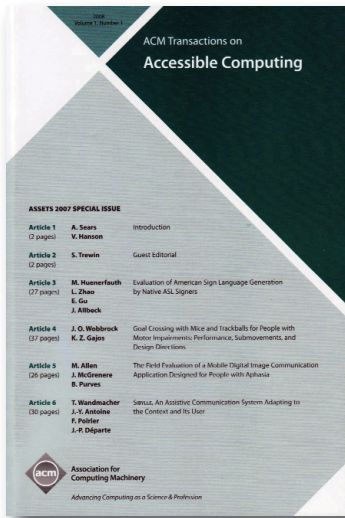 2008
Volume 1, Number 1
ACM Transactions on
Accessible Computing
ASSETS 2007 SPECIAL ISSUE
Article 1 A. Sears Introduction
(2 pages) V. Hanson
Article 2 S. Trewin Guest Editorial
(2 pages)
Article 3 M. Huenerfauth Evaluation of American Sign Language Generation
(27 pages) L. Zhao by Native ASL Signers
E. Gu
J. Allbeck
Article 4 J. O. Wobbrock Goal Crossing with Mice and Trackballs for People with
(37 pages) K. Z. Gajos Motor Impairments: Performance, Submovements, and
Design Directions
Article 5 M. Allen The Field Evaluation of a Mobile Digital Image Communication
(26 pages) J. McGrenere Application Designed for People with Aphasia
B. Purves
Article 6 T. Wandmacher Sibylle, An Assistive Communication System Adapting to
(30 pages) J.-Y. Antoine the Context and Its User
F. Poirier
J.-P. Départe
acm
Association for
Computing Machinery
Advancing Computing as a Science & Profession